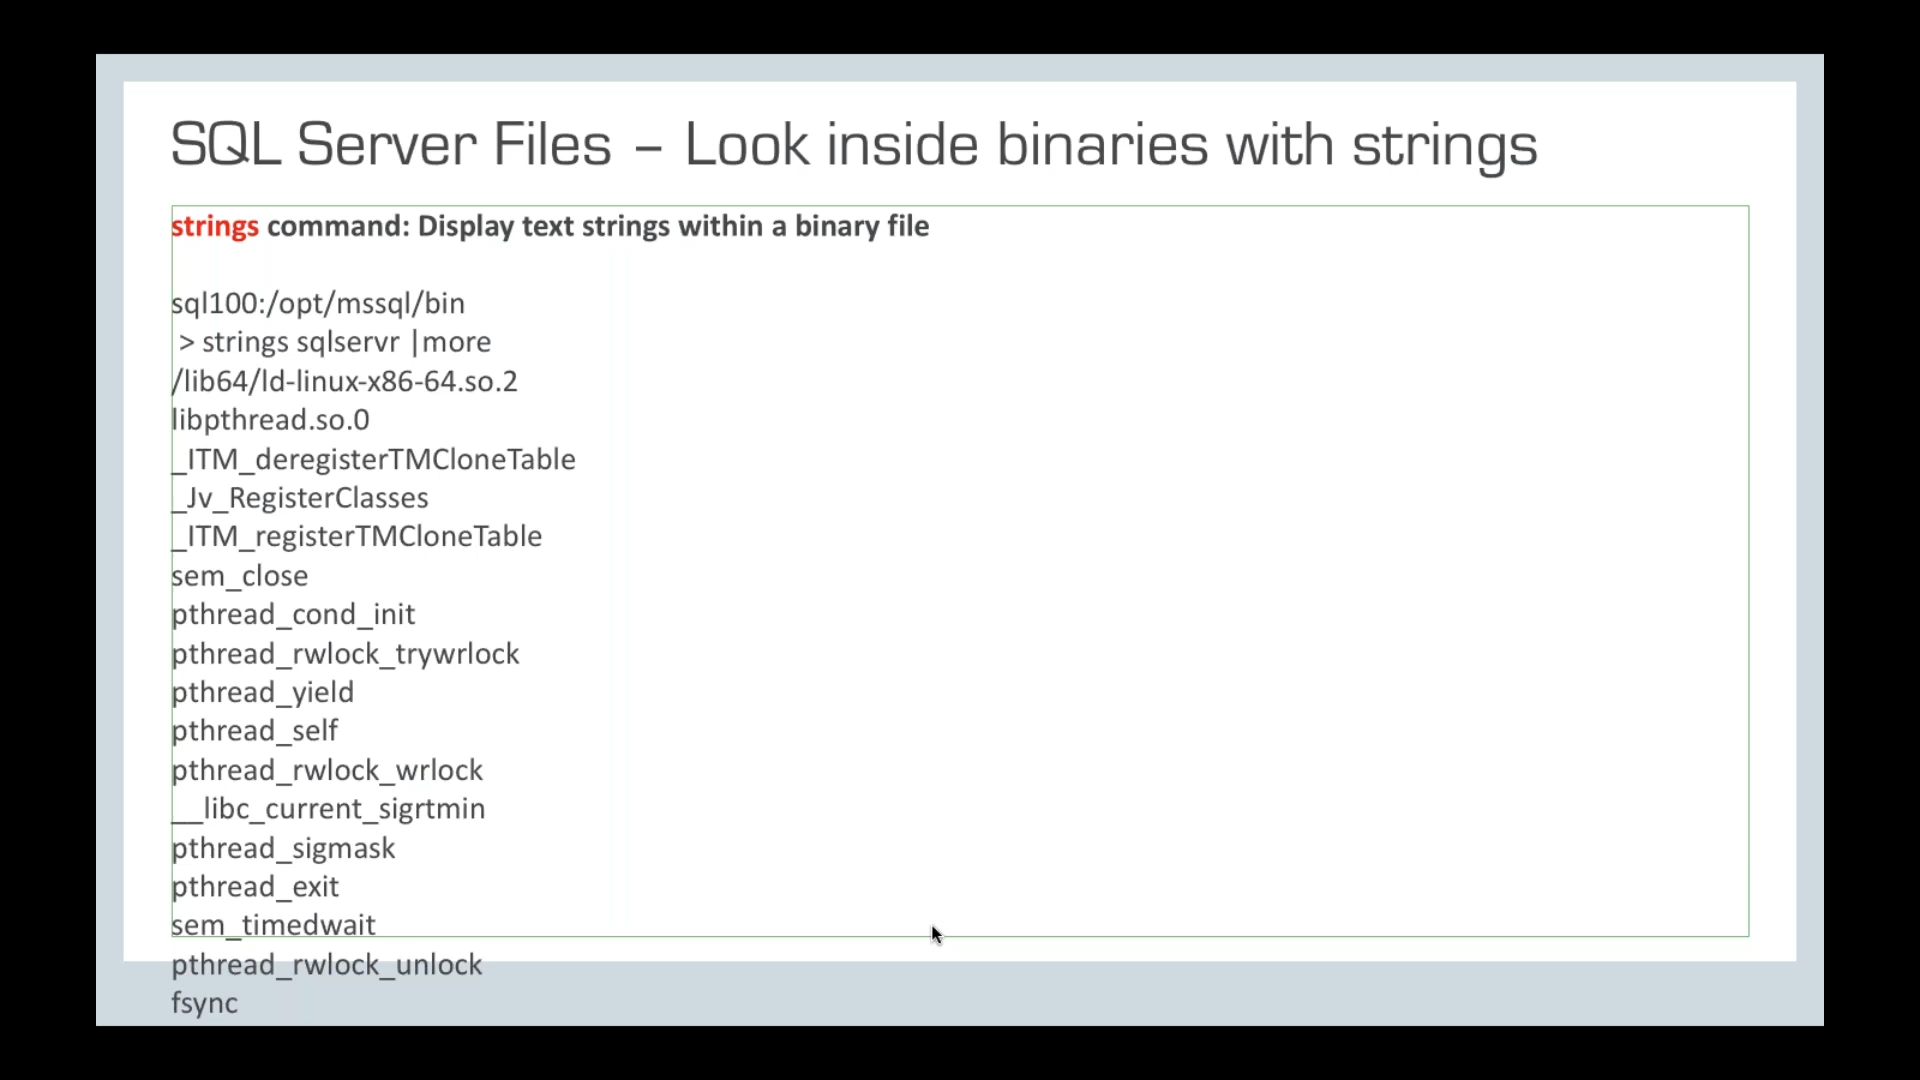 SQL Server Files – Look inside binaries with strings
strings command: Display text strings within a binary file
sql100:/opt/mssql/bin
> strings sqlservr |more
/lib64/ld-linux-x86-64.so.2
libpthread.so.0
_ITM_deregisterTMCloneTable
_Jv_RegisterClasses
_ITM_registerTMCloneTable
sem_close
pthread_cond_init
pthread_rwlock_trywrlock
pthread_yield
pthread_self
pthread_rwlock_wrlock
__libc_current_sigrtmin
pthread_sigmask
pthread_exit
sem_timedwait
pthread_rwlock_unlock
fsync